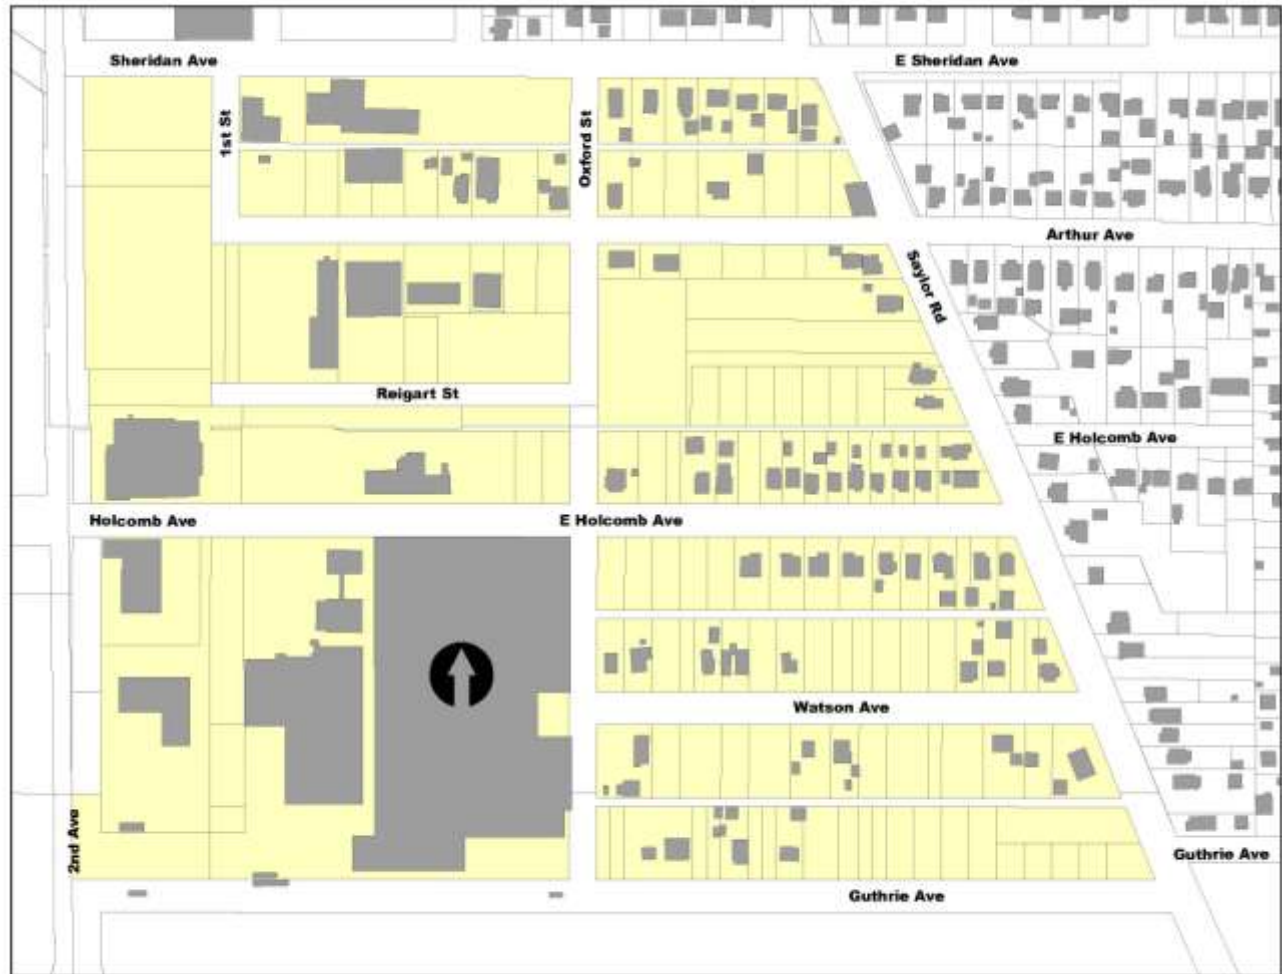 Sheridan Ave
E Sheridan Ave
1st St
Oxford St
Arthur Ave
Saylor Rd
Reigart St
E Holcomb Ave
Holcomb Ave
E Holcomb Ave
Watson Ave
2nd Ave
Guthrie Ave
Guthrie Ave